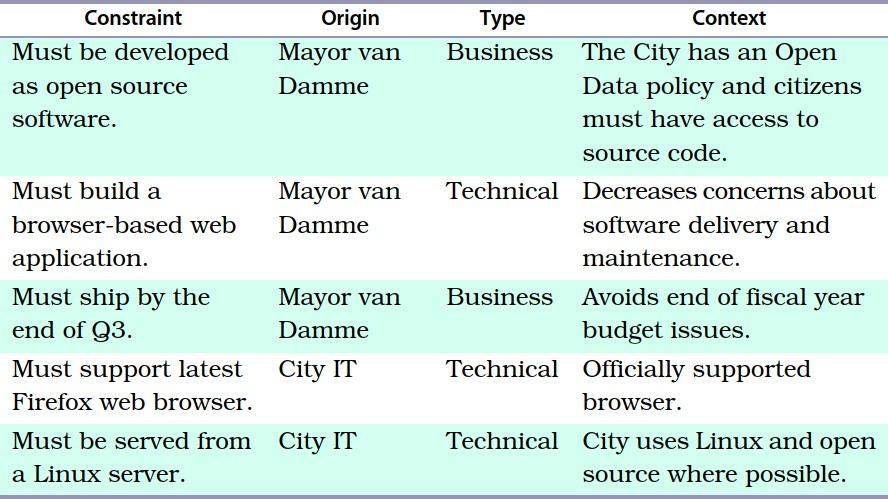 Constraint Origin Type Context
Must be developed Mayor van Business The City has an Open
as open source Damme Data policy and citizens
software. must have access to
source code.
Must build a Mayor van Technical Decreases concerns about
browser-based web Damme software delivery and
application. maintenance.
Must ship by the Mayor van Business Avoids end of fiscal year
end of Q3. Damme budget issues.
Must support latest City IT Technical Officially supported
Firefox web browser. browser.
Must be served from City IT Technical City uses Linux and open
a Linux server. source where possible.